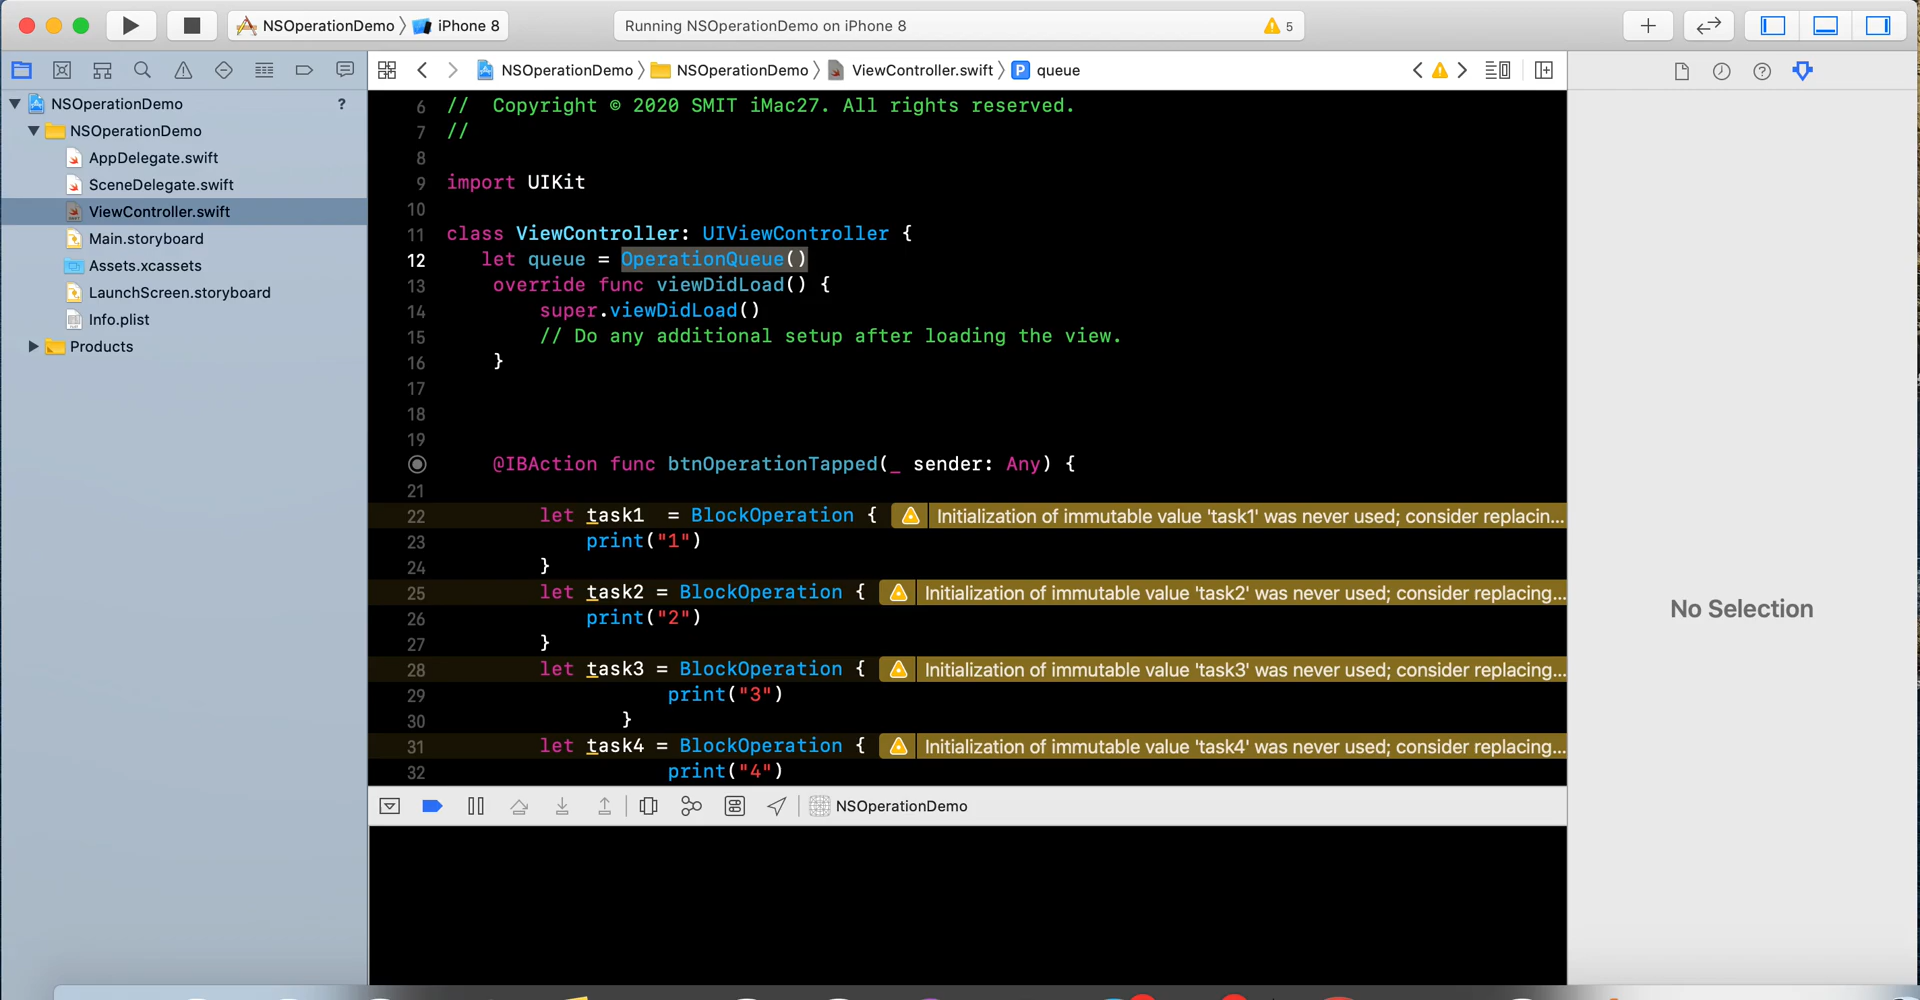 NSOperationDemo 〉 iPhone 8
Running NSOperationDemo on iPhone 8
5
NSOperationDemo 〉 NSOperationDemo 〉 ViewController.swift 〉 P queue
NSOperationDemo ?
NSOperationDemo
AppDelegate.swift
SceneDelegate.swift
ViewController.swift
Main.storyboard
Assets.xcassets
LaunchScreen.storyboard
Info.plist
Products
6 //  Copyright © 2020 SMIT iMac27. All rights reserved.
7 //
8
9 import UIKit
10
11 class ViewController: UIViewController {
12 let queue = OperationQueue()
13 override func viewDidLoad() {
14 super.viewDidLoad()
15 // Do any additional setup after loading the view.
16 }
17
18
19
@IBAction func btnOperationTapped(_ sender: Any) {
21
22 let task1  = BlockOperation { Initialization of immutable value 'task1' was never used; consider replacin...
23 print("1")
24 }
25 let task2 = BlockOperation { Initialization of immutable value 'task2' was never used; consider replacing...
26 print("2")
27 }
28 let task3 = BlockOperation { Initialization of immutable value 'task3' was never used; consider replacing...
29 print("3")
30 }
31 let task4 = BlockOperation { Initialization of immutable value 'task4' was never used; consider replacing...
32 print("4")
NSOperationDemo
No Selection